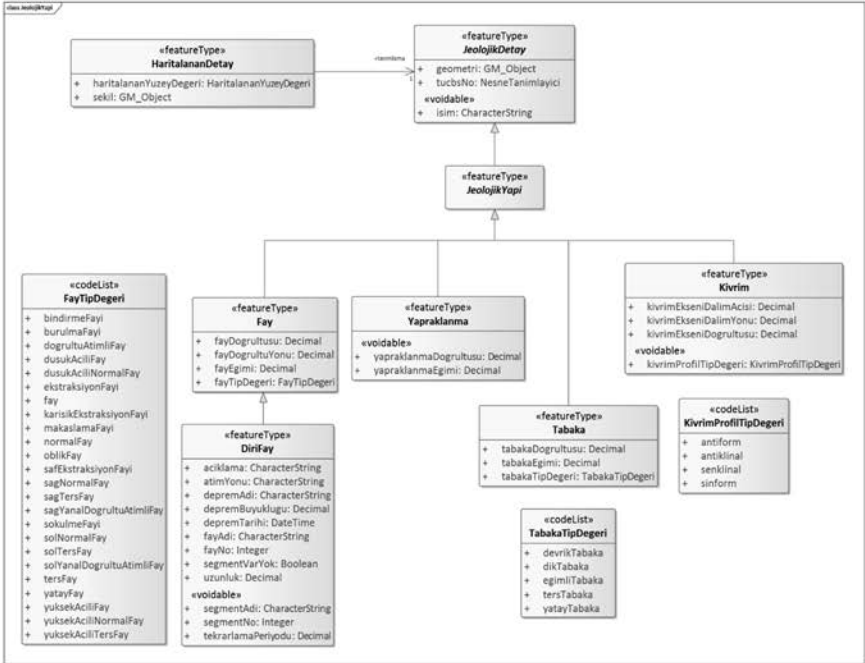 class JeolojikYapi
«featureType»
HaritalananDetay
+ haritalananYuzeyDegeri: HaritalananYuzeyDegeri
+ sekil: GM_Object
+tanimlama
1
«featureType»
JeolojikDetay
+ geometri: GM_Object
+ tucbsNo: NesneTanimlayici
«voidable»
+ isim: CharacterString
«featureType»
JeolojikYapi
«codeList»
FayTipDegeri
+ bindirmeFayi
+ burulmaFayi
+ dogrultuAtimliFay
+ dusukAciliFay
+ dusukAciliNormalFay
+ ekstraksiyonFayi
+ fay
+ karisikEkstraksiyonFayi
+ makaslamaFayi
+ normalFay
+ oblikFay
+ safEkstraksiyonFayi
+ sagNormalFay
+ sagTersFay
+ sagYanalDogrultuAtimliFay
+ sokulmeFayi
+ solNormalFay
+ solTersFay
+ solYanalDogrultuAtimliFay
+ tersFay
+ yatayFay
+ yuksekAciliFay
+ yuksekAciliNormalFay
+ yuksekAciliTersFay
«featureType»
Fay
+ fayDogrultusu: Decimal
+ fayDogrultuYonu: Decimal
+ fayEgimi: Decimal
+ fayTipDegeri: FayTipDegeri
«featureType»
DiriFay
+ aciklama: CharacterString
+ atimYonu: CharacterString
+ depremAdi: CharacterString
+ depremBuyuklugu: Decimal
+ depremTarihi: DateTime
+ fayAdi: CharacterString
+ fayNo: Integer
+ segmentVarYok: Boolean
+ uzunluk: Decimal
«voidable»
+ segmentAdi: CharacterString
+ segmentNo: Integer
+ tekrarlamaPeriyodu: Decimal
«featureType»
Yapraklanma
«voidable»
+ yapraklanmaDogrultusu: Decimal
+ yapraklanmaEgimi: Decimal
«featureType»
Tabaka
+ tabakaDogrultusu: Decimal
+ tabakaEgimi: Decimal
+ tabakaTipDegeri: TabakaTipDegeri
«codeList»
TabakaTipDegeri
+ devrikTabaka
+ dikTabaka
+ egimliTabaka
+ tersTabaka
+ yatayTabaka
«featureType»
Kivrim
+ kivrimEkseniDalimAcisi: Decimal
+ kivrimEkseniDalimYonu: Decimal
+ kivrimEkseniDogrultusu: Decimal
«voidable»
+ kivrimProfilTipDegeri: KivrimProfilTipDegeri
«codeList»
KivrimProfilTipDegeri
+ antiform
+ antiklinal
+ senklinal
+ sinform